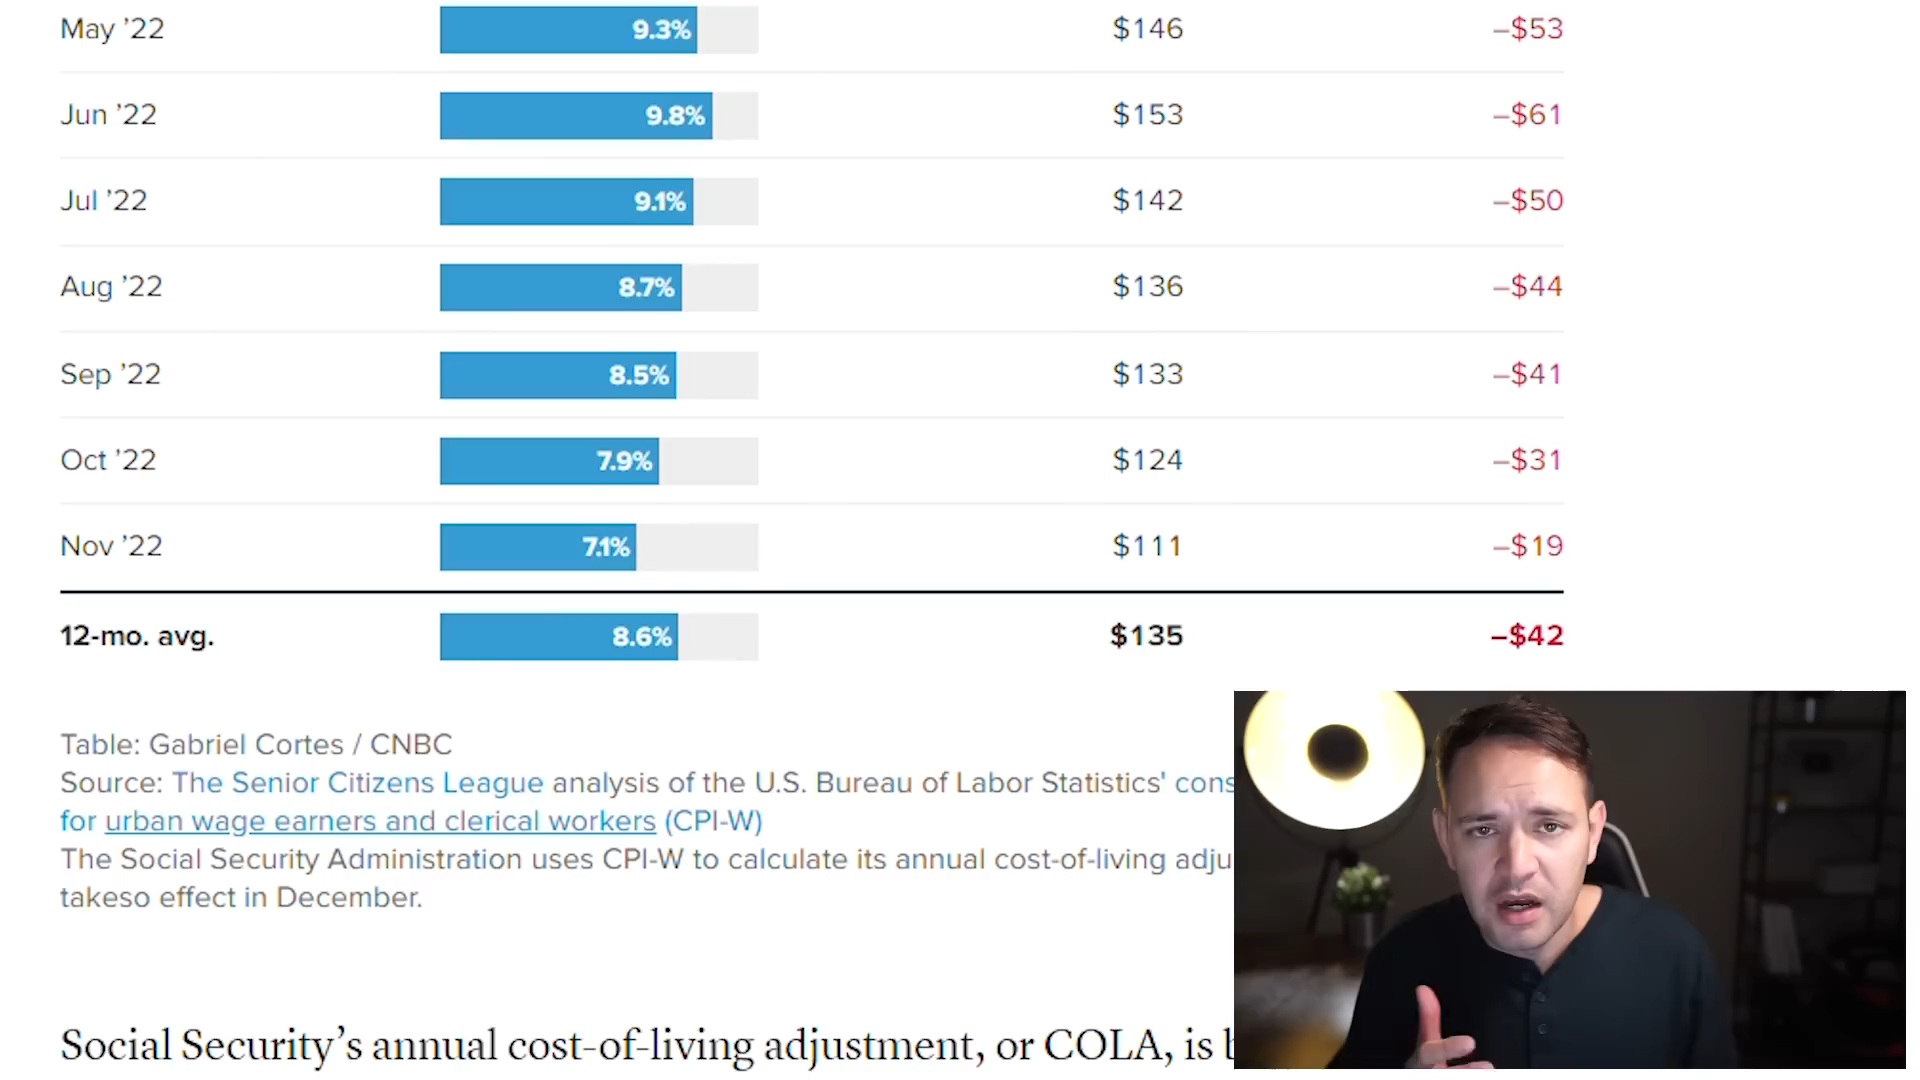 May ’22 9.3% $146 –$53
Jun ’22 9.8% $153 –$61
Jul ’22 9.1% $142 –$50
Aug ’22 8.7% $136 –$44
Sep ’22 8.5% $133 –$41
Oct ’22 7.9% $124 –$31
Nov ’22 7.1% $111 –$19
12-mo. avg. 8.6% $135 –$42
Table: Gabriel Cortes / CNBC
Source: The Senior Citizens League analysis of the U.S. Bureau of Labor Statistics' cons
for urban wage earners and clerical workers (CPI-W)
The Social Security Administration uses CPI-W to calculate its annual cost-of-living adju
takeso effect in December.
Social Security’s annual cost-of-living adjustment, or COLA, is